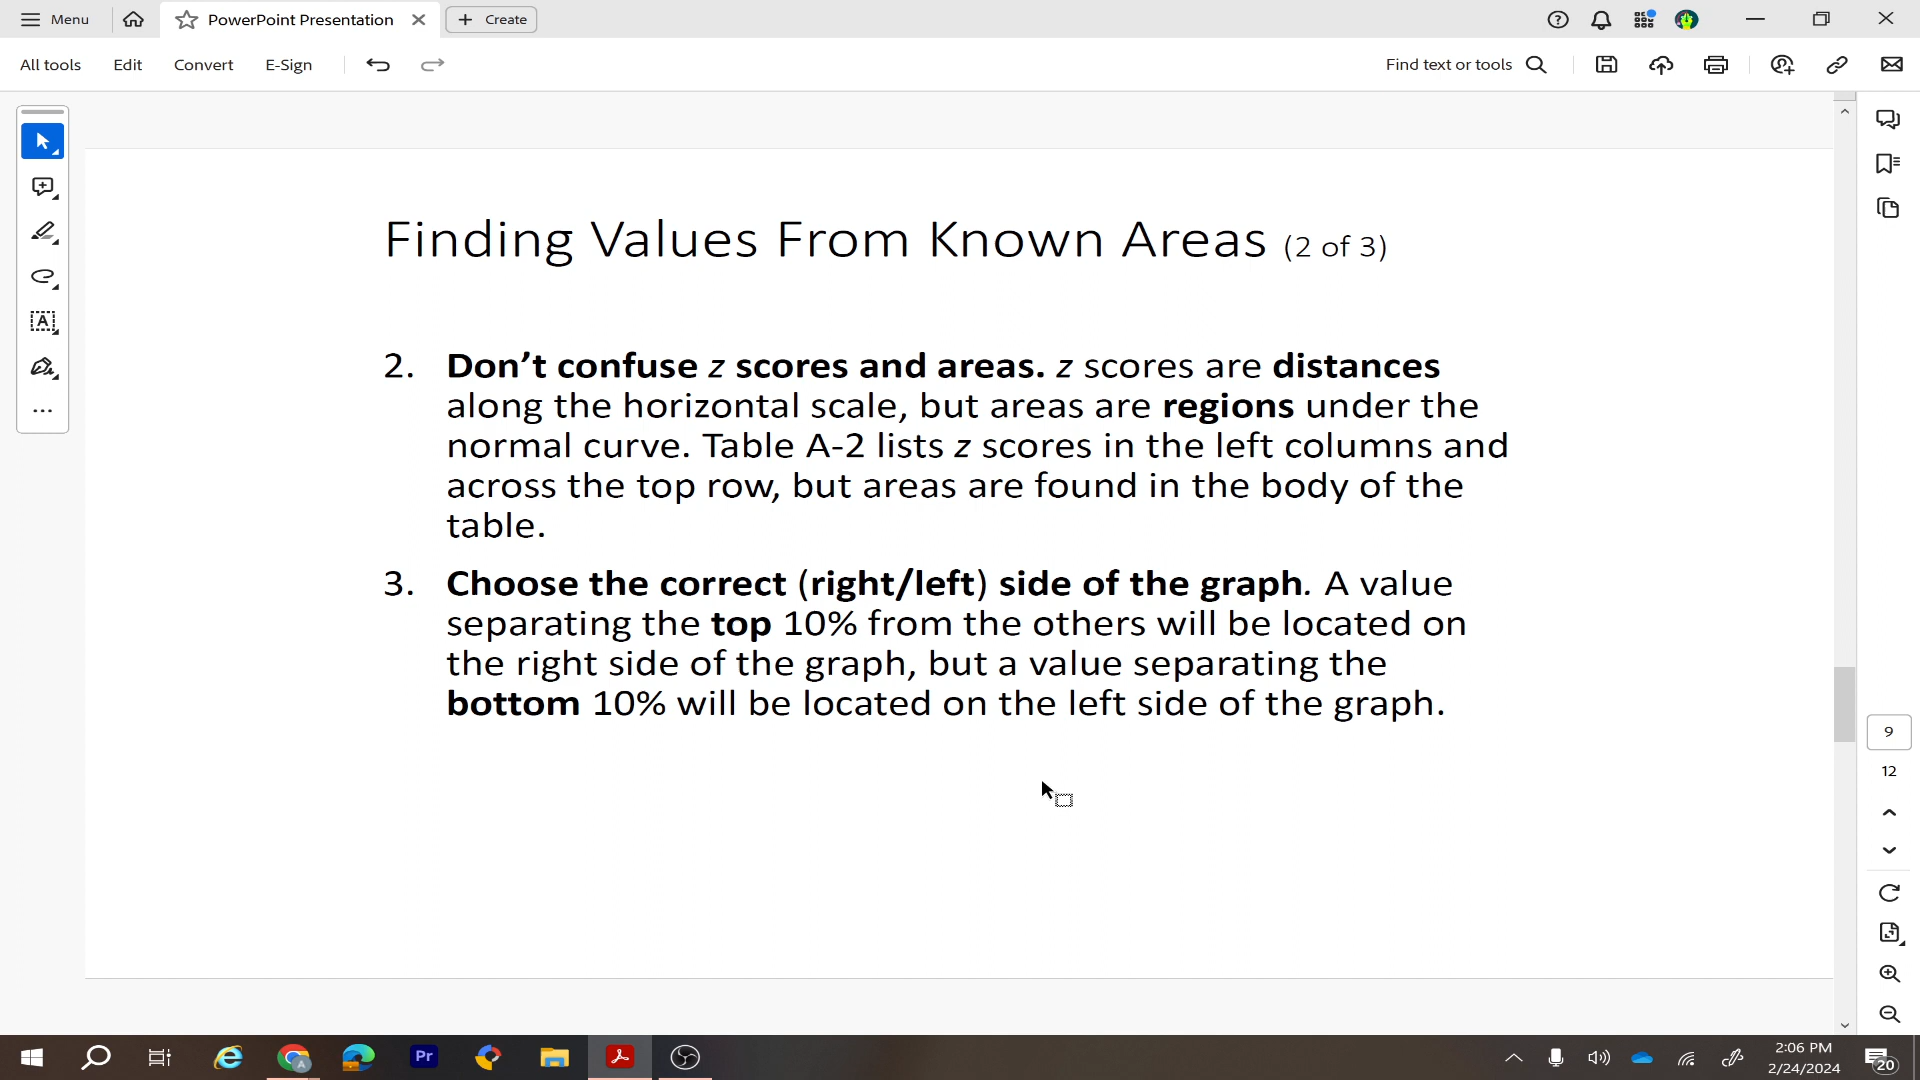 Menu
PowerPoint Presentation
Create
All tools
Edit
Convert
E-Sign
Find text or tools
Finding Values From Known Areas (2 of 3)
2. Don’t confuse z scores and areas. z scores are distances
along the horizontal scale, but areas are regions under the
normal curve. Table A-2 lists z scores in the left columns and
across the top row, but areas are found in the body of the
table.
3. Choose the correct (right/left) side of the graph. A value
separating the top 10% from the others will be located on
the right side of the graph, but a value separating the
bottom 10% will be located on the left side of the graph.
9
12
Pr
A
2:06 PM
2/24/2024
20